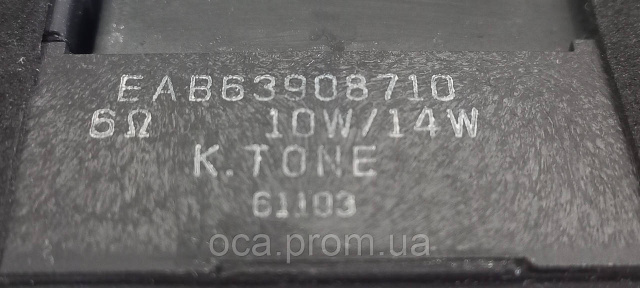 EAB63908710
6Ω 10W/14W
K.TONE
61103
oca.prom.ua